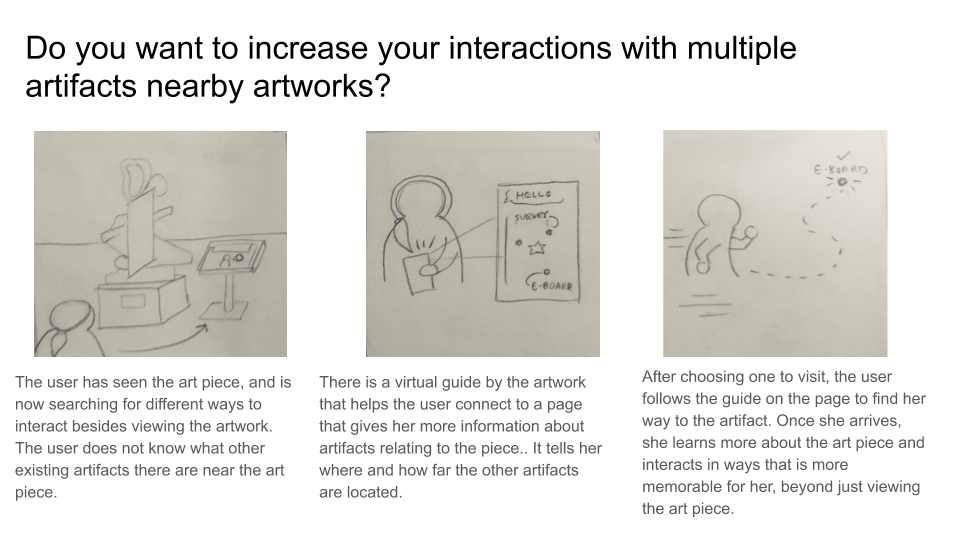 Do you want to increase your interactions with multiple
artifacts nearby artworks?
HELLO
SURVEY
E-BOARD
E-BOARD
The user has seen the art piece, and is
now searching for different ways to
interact besides viewing the artwork.
The user does not know what other
existing artifacts there are near the art
piece.
There is a virtual guide by the artwork
that helps the user connect to a page
that gives her more information about
artifacts relating to the piece.. It tells her
where and how far the other artifacts
are located.
After choosing one to visit, the user
follows the guide on the page to find her
way to the artifact. Once she arrives,
she learns more about the art piece and
interacts in ways that is more
memorable for her, beyond just viewing
the art piece.